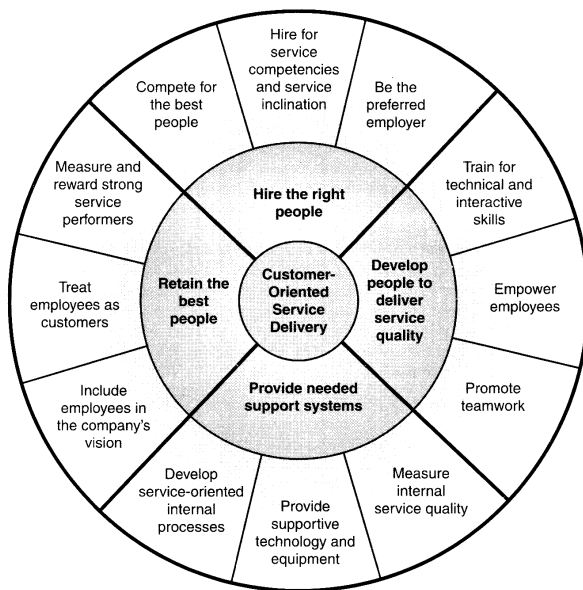 Hire for
service
competencies
and service
inclination
Compete for
the best
people
Be the
preferred
employer
Measure and
reward strong
service
performers
Train for
technical and
interactive
skills
Hire the right
people
Treat
employees as
customers
Retain the
best
people
Customer-
Oriented
Service
Delivery
Develop
people to
deliver
service
quality
Empower
employees
Include
employees in
the company's
vision
Provide needed
support systems
Promote
teamwork
Develop
service-oriented
internal
processes
Provide
supportive
technology and
equipment
Measure
internal
service quality